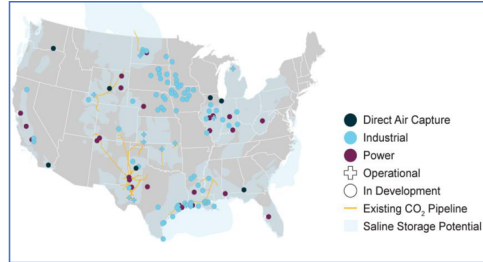 Direct Air Capture
Industrial
Power
Operational
In Development
Existing CO₂ Pipeline
Saline Storage Potential